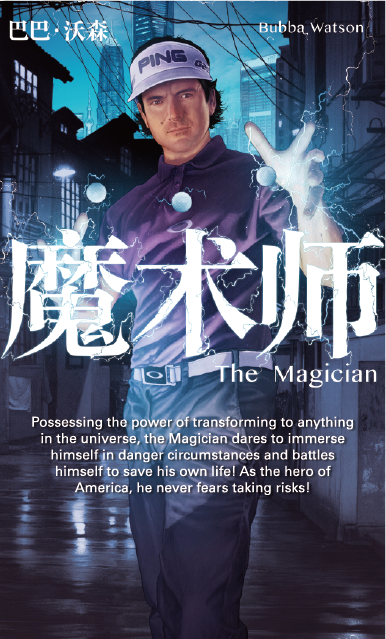 巴巴·沃森
Bubba Watson
PING
魔术师
The Magician
Possessing the power of transforming to anything
in the universe, the Magician dares to immerse
himself in danger circumstances and battles
himself to save his own life! As the hero of
America, he never fears taking risks!